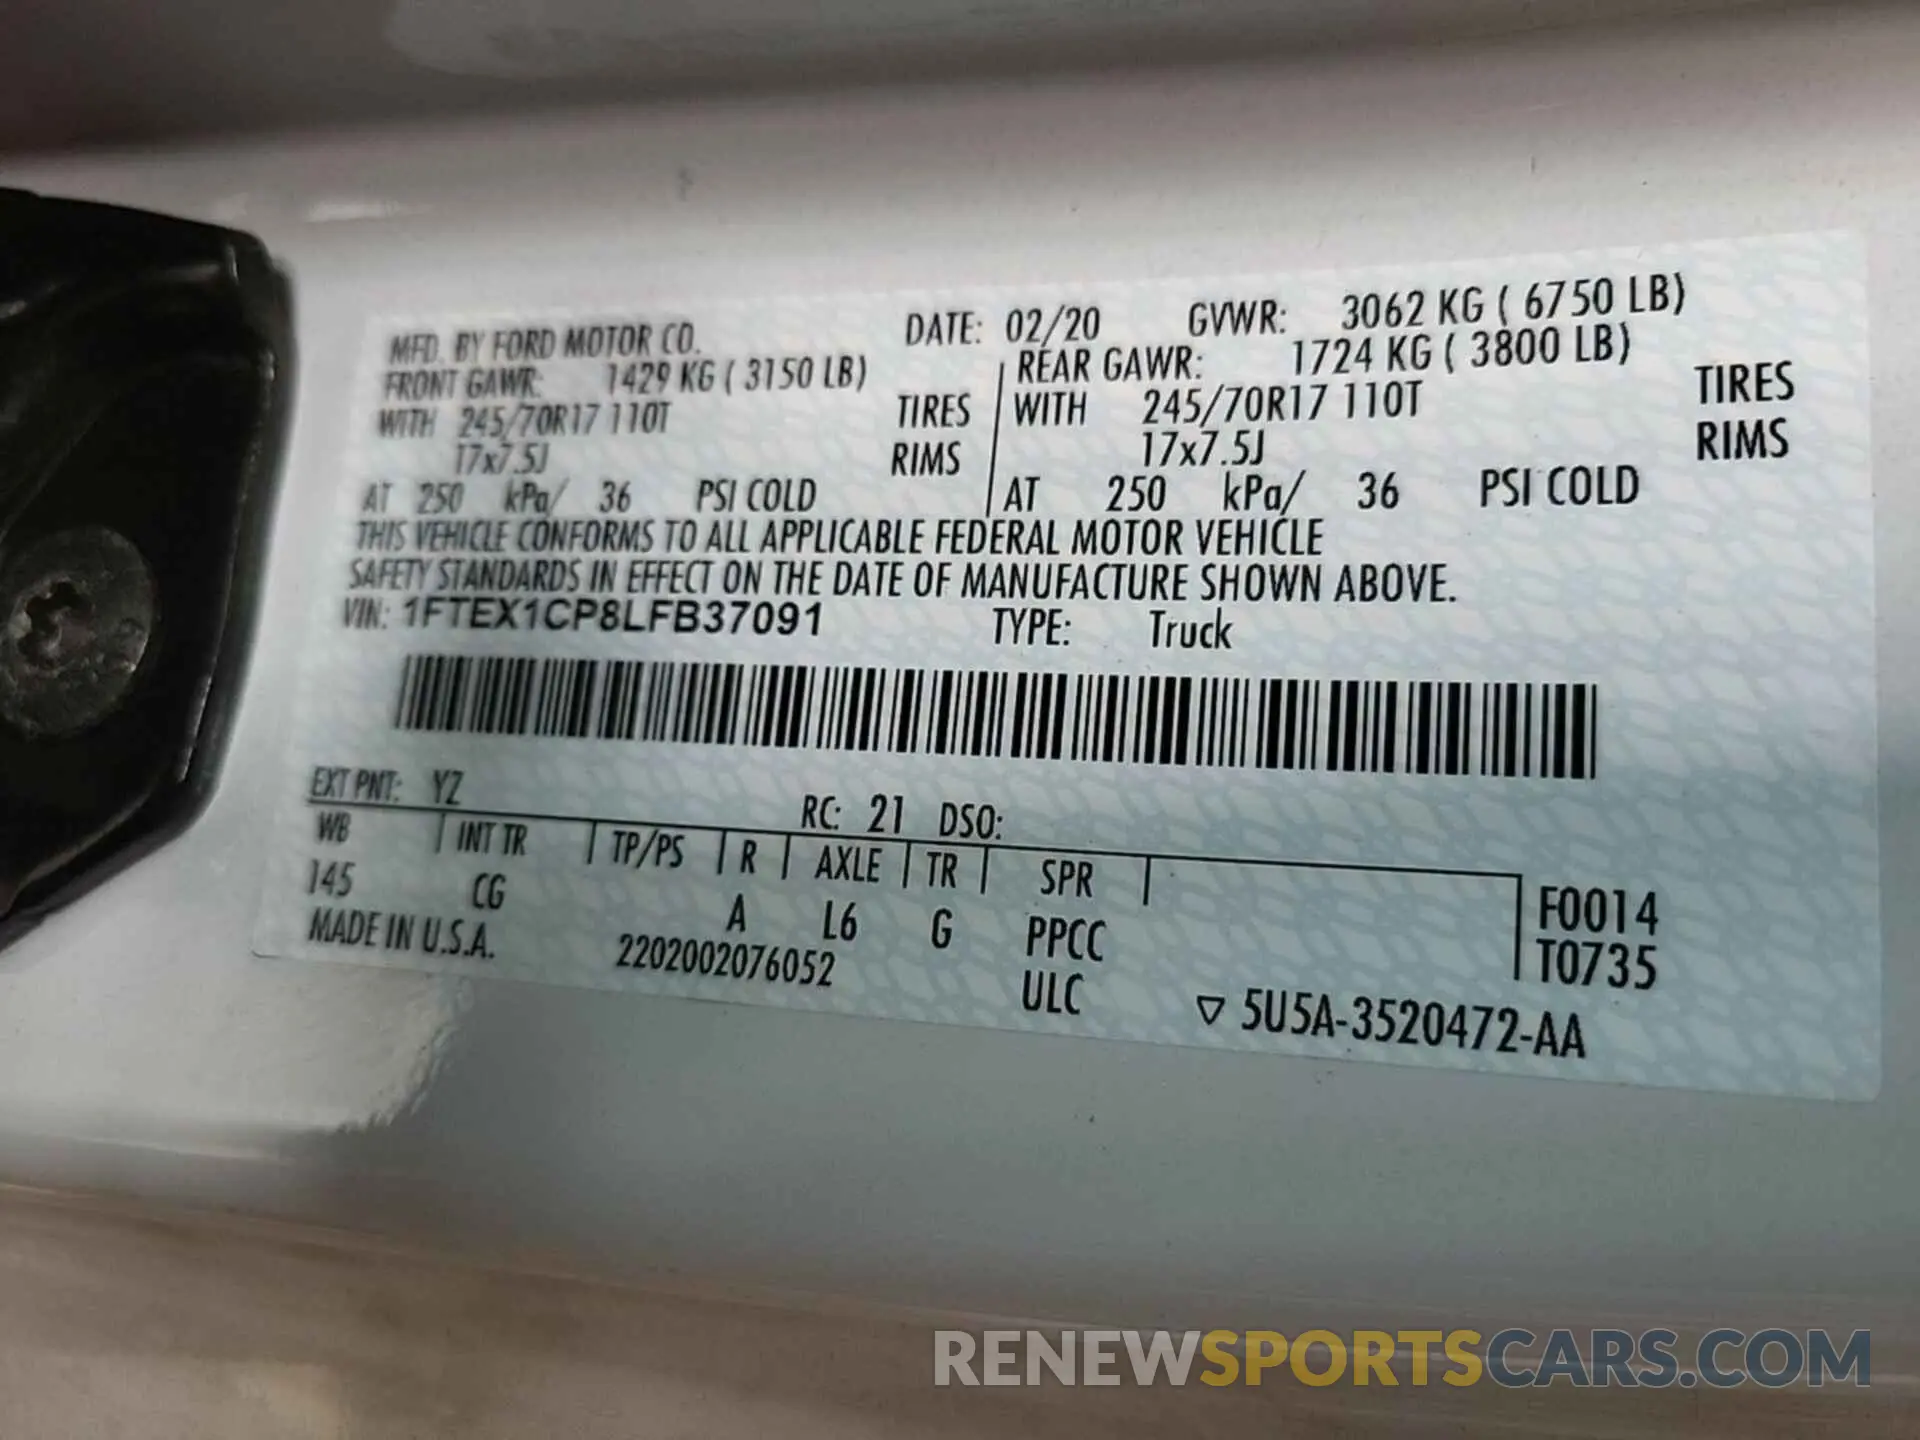 MFD. BY FORD MOTOR CO. DATE: 02/20 GVWR: 3062 KG ( 6750 LB)
FRONT GAWR: 1429 KG ( 3150 LB) REAR GAWR: 1724 KG ( 3800 LB)
WITH 245/70R17 110T TIRES WITH 245/70R17 110T TIRES
17x7.5J RIMS 17x7.5J RIMS
AT 250 kPa/ 36 PSI COLD AT 250 kPa/ 36 PSI COLD
THIS VEHICLE CONFORMS TO ALL APPLICABLE FEDERAL MOTOR VEHICLE
SAFETY STANDARDS IN EFFECT ON THE DATE OF MANUFACTURE SHOWN ABOVE.
VIN: 1FTEX1CP8LFB37091 TYPE: Truck
EXT PNT: YZ RC: 21 DSO:
WB INT TR TP/PS R AXLE TR SPR
145 CG A L6 G PPCC F0014
MADE IN U.S.A. 2202002076052 ULC T0735
▽ 5U5A-3520472-AA
RENEWSPORTSCARS.COM